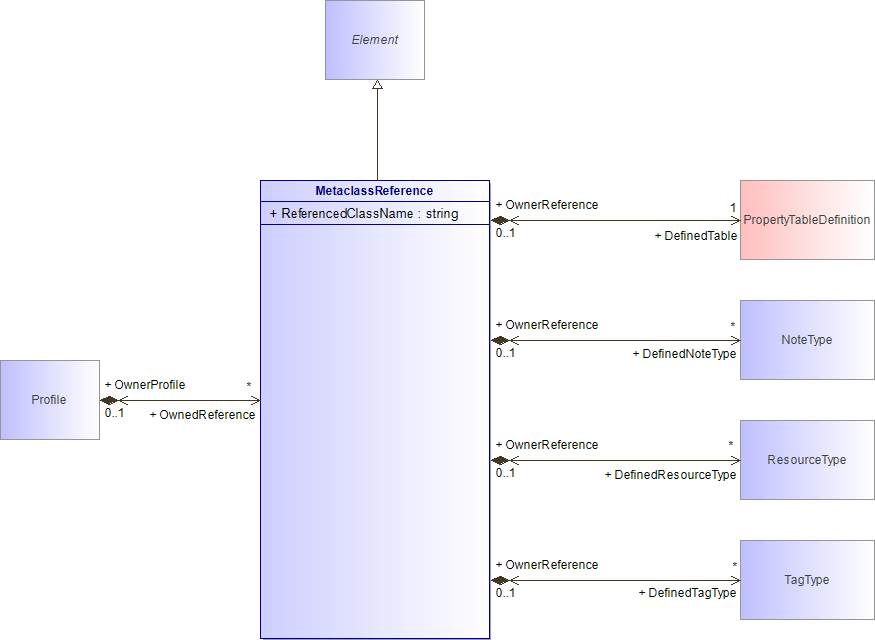 Element
MetaclassReference
+ ReferencedClassName : string
+ OwnerReference
1
0..1
+ DefinedTable
PropertyTableDefinition
+ OwnerReference
*
0..1
+ DefinedNoteType
NoteType
Profile
+ OwnerProfile
*
0..1
+ OwnedReference
+ OwnerReference
*
0..1
+ DefinedResourceType
ResourceType
+ OwnerReference
*
0..1
+ DefinedTagType
TagType